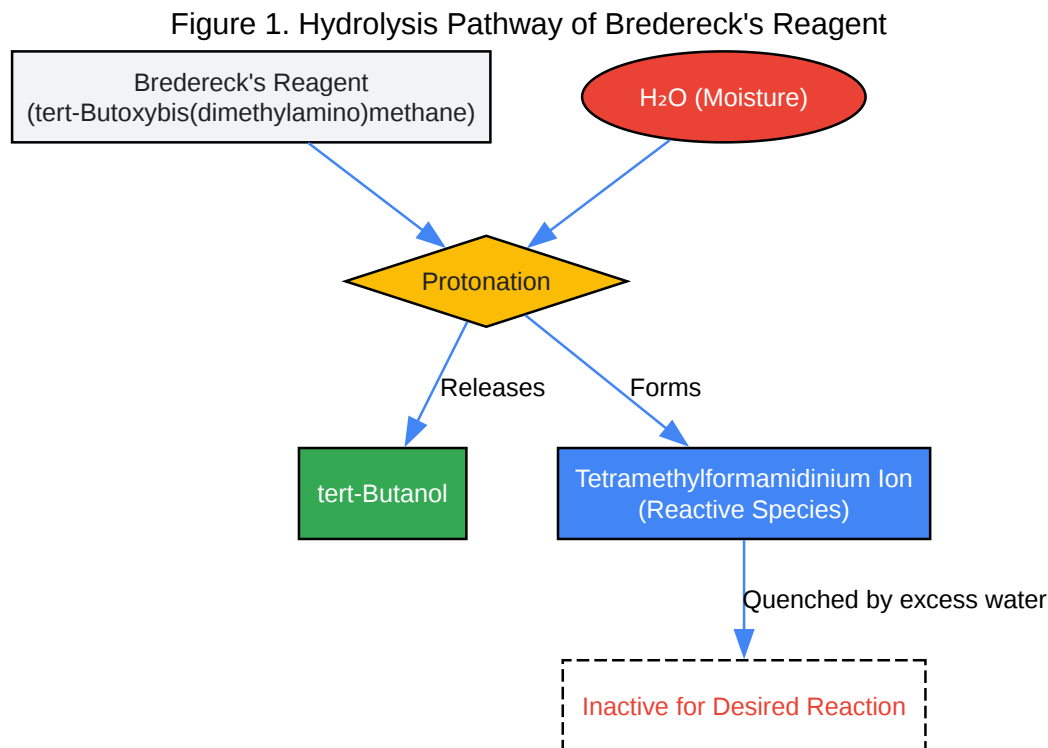 Figure 1. Hydrolysis Pathway of Bredereck's Reagent
Bredereck's Reagent
(tert-Butoxybis(dimethylamino)methane)
H₂O (Moisture)
Protonation
Releases
Forms
tert-Butanol
Tetramethylformamidinium Ion
(Reactive Species)
Quenched by excess water
Inactive for Desired Reaction